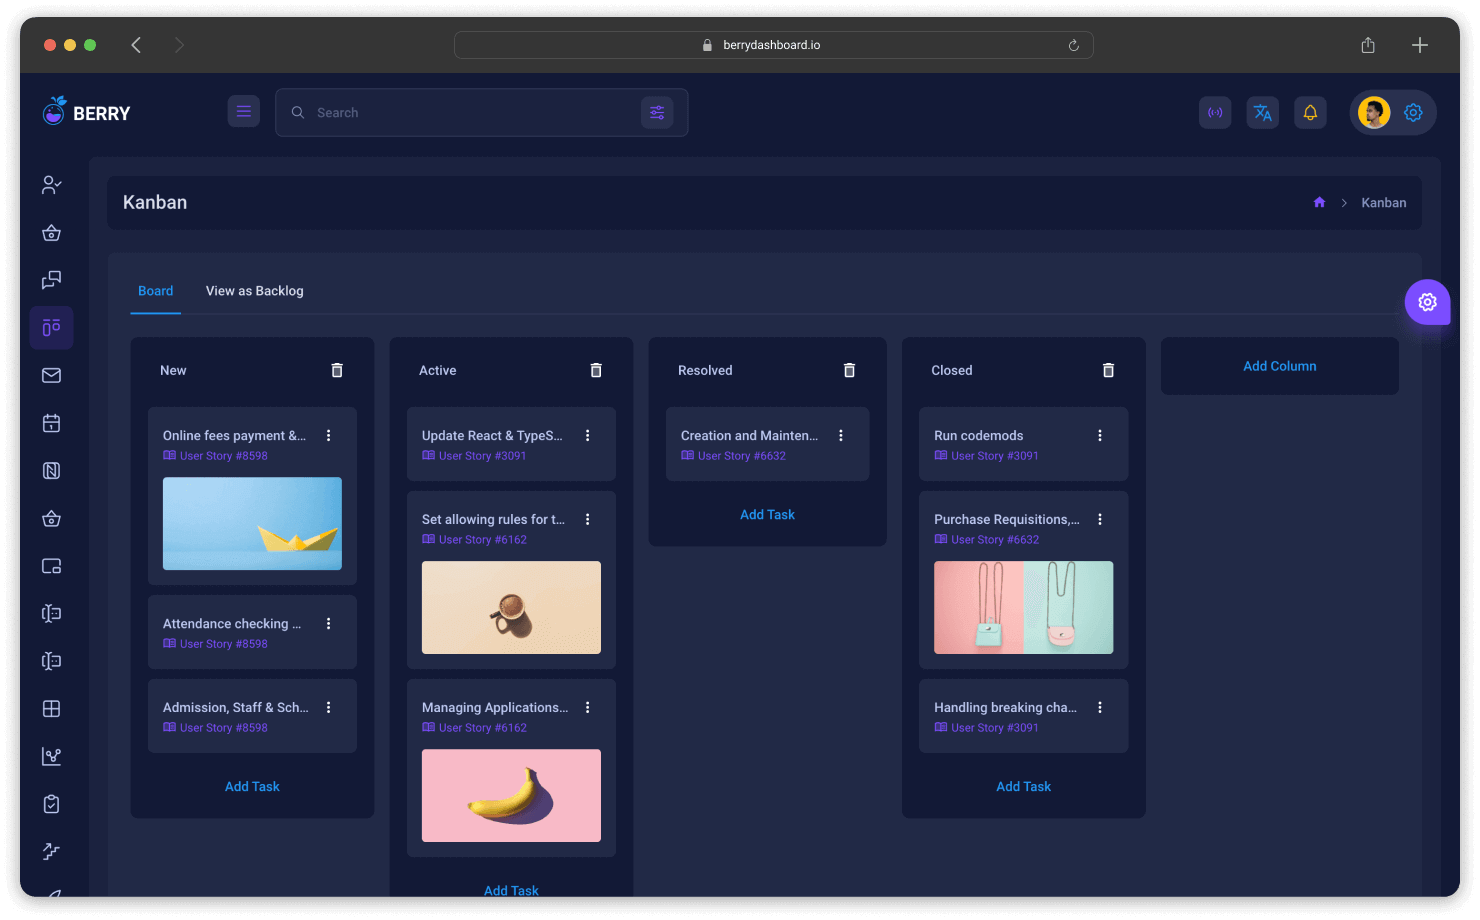 berrydashboard.io
BERRY
Search
Kanban
Kanban
Board
View as Backlog
New
Online fees payment &...
User Story #8598
Attendance checking ...
User Story #8598
Admission, Staff & Sch...
User Story #8598
Add Task
Active
Update React & TypeS...
User Story #3091
Set allowing rules for t...
User Story #6162
Managing Applications...
User Story #6162
Add Task
Resolved
Creation and Mainten...
User Story #6632
Add Task
Closed
Run codemods
User Story #3091
Purchase Requisitions,...
User Story #6632
Handling breaking cha...
User Story #3091
Add Task
Add Column